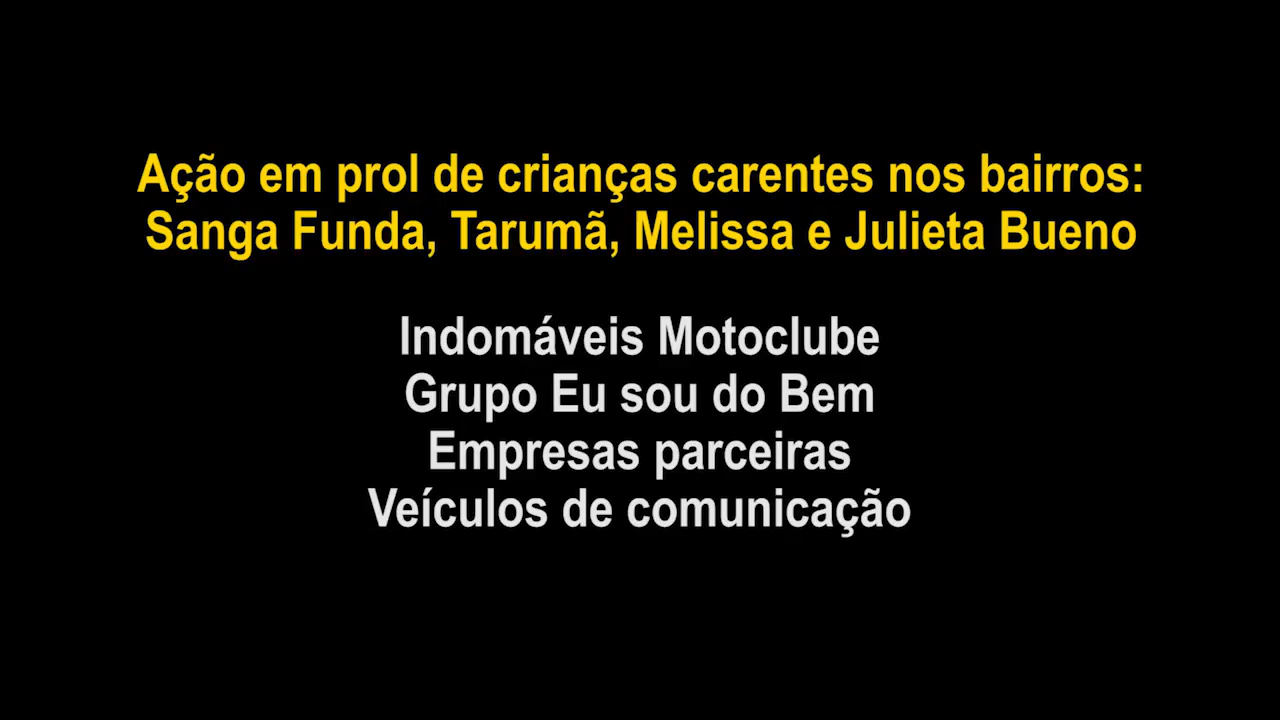 Ação em prol de crianças carentes nos bairros:
Sanga Funda, Tarumã, Melissa e Julieta Bueno
Indomáveis Motoclube
Grupo Eu sou do Bem
Empresas parceiras
Veículos de comunicação